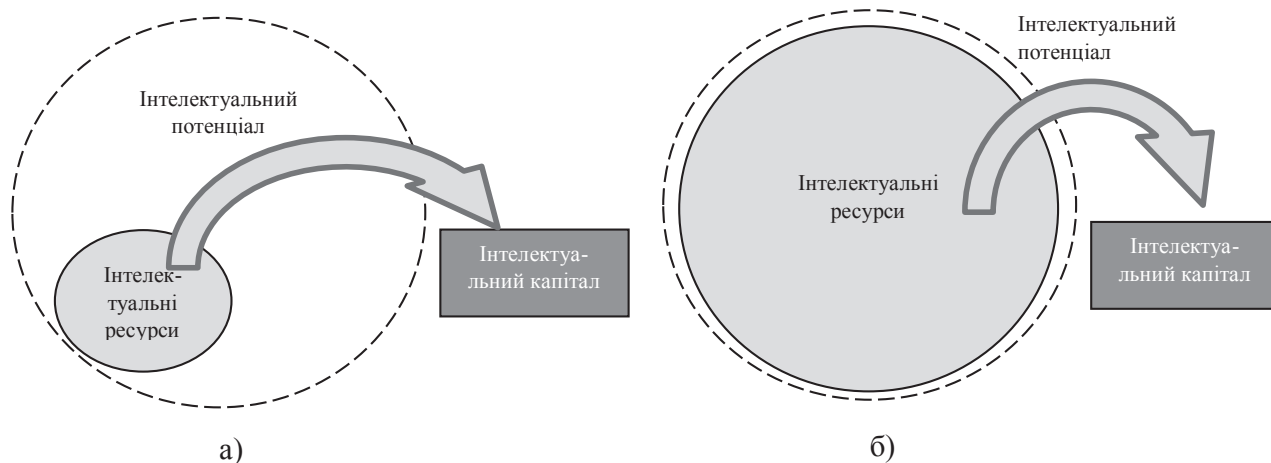 Інтелектуальний
потенціал
Інтелек-
туальні
ресурси
Інтелектуа-
льний капітал
а)
Інтелектуальний
потенціал
Інтелектуальні
ресурси
Інтелектуа-
льний капітал
б)